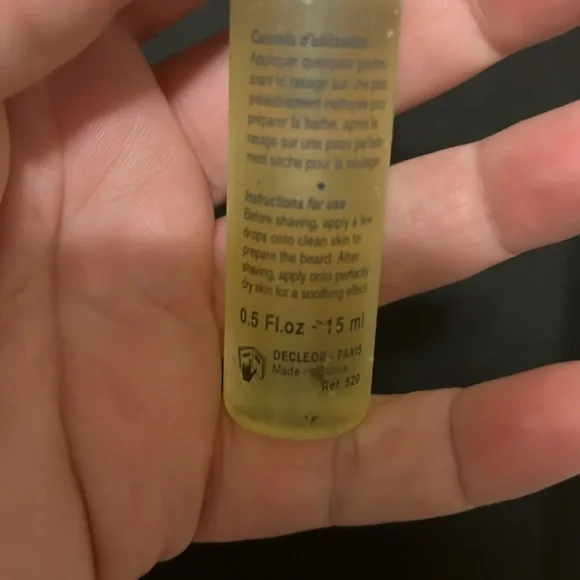 Conseils d'utilisation
Appliquer quelques gouttes
avant le rasage sur une peau
préalablement nettoyée pour
préparer la barbe, après le
rasage sur une peau parfaite-
ment sèche pour la soulager.
Instructions for use
Before shaving, apply a few
drops onto clean skin to
prepare the beard. After
shaving, apply onto perfectly
dry skin for a soothing effect
0.5 Fl.oz - 15 ml
DECLEOR - PARIS
Made in France
Réf. 520